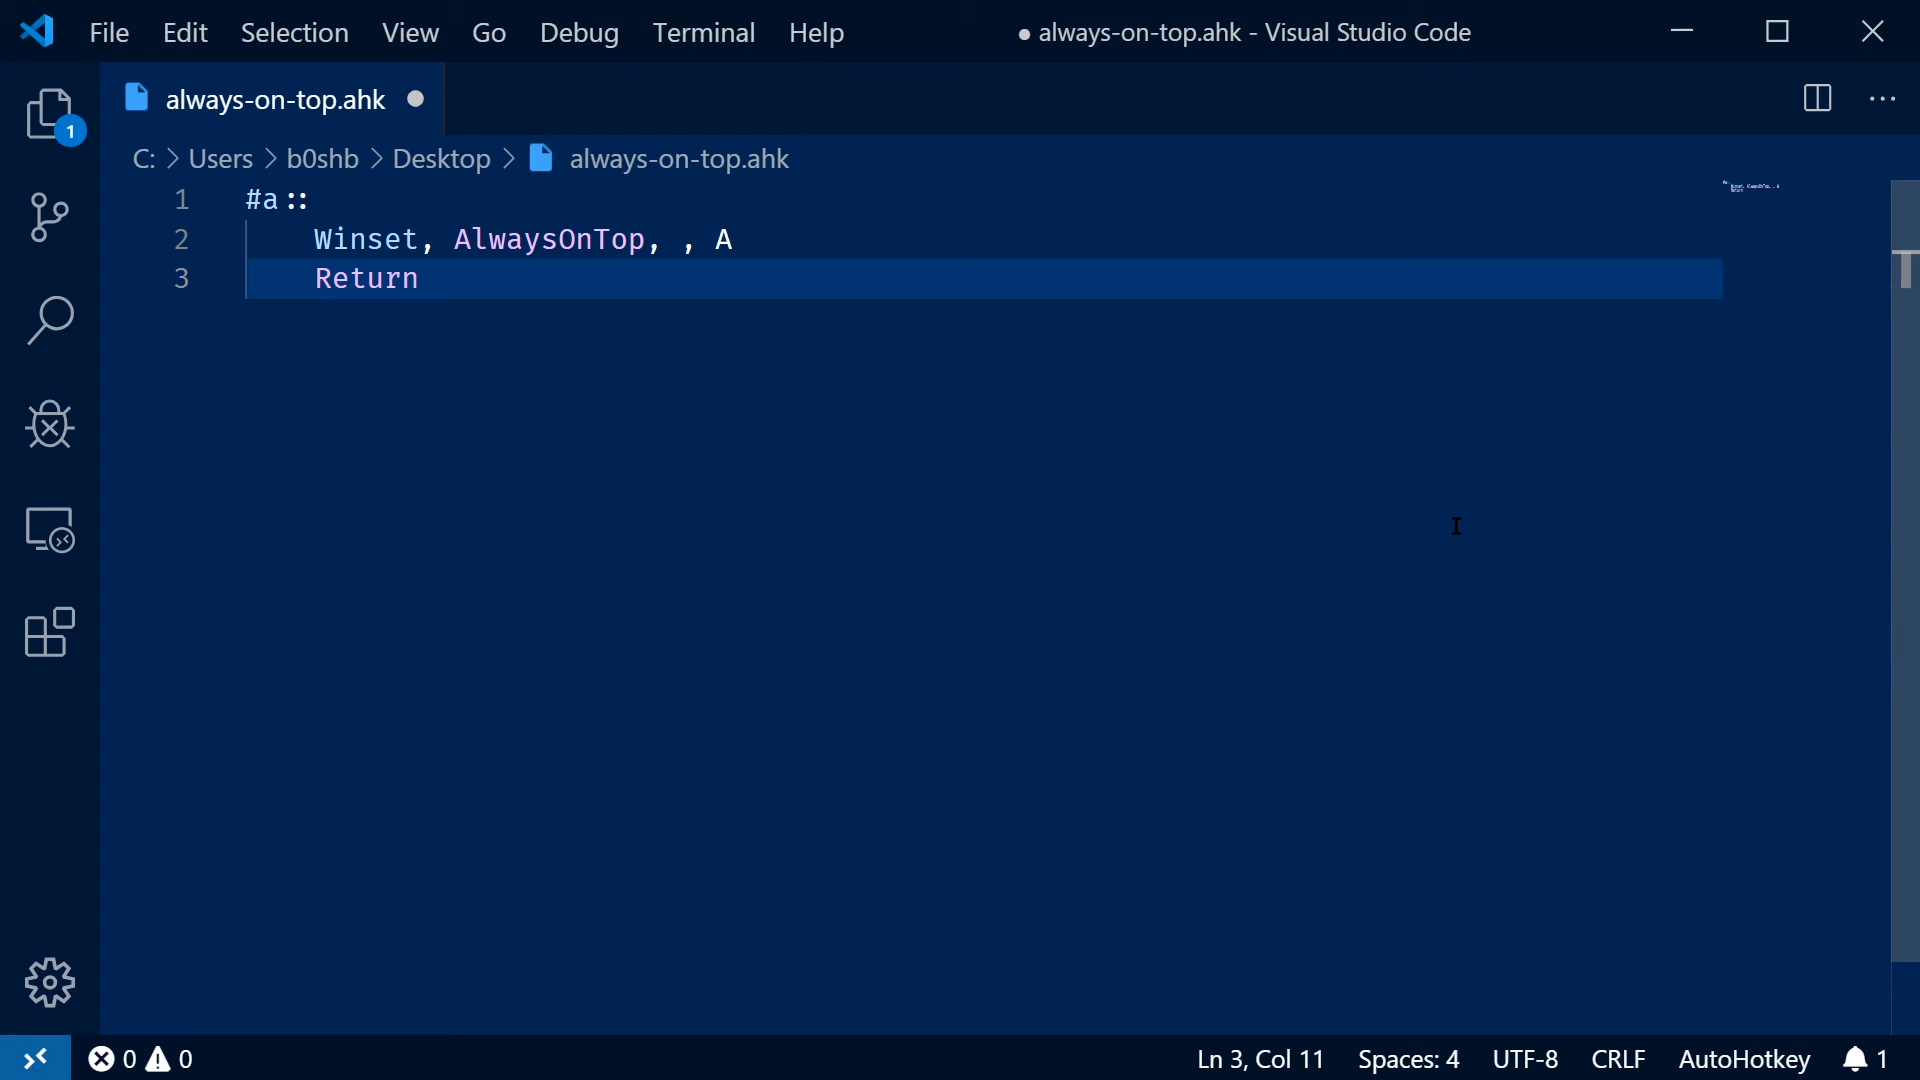 File Edit Selection View Go Debug Terminal Help ● always-on-top.ahk - Visual Studio Code
always-on-top.ahk ●
C: > Users > b0shb > Desktop > always-on-top.ahk
1 #a::
2 Winset, AlwaysOnTop, , A
3 Return
1
0 0 Ln 3, Col 11 Spaces: 4 UTF-8 CRLF AutoHotkey 1